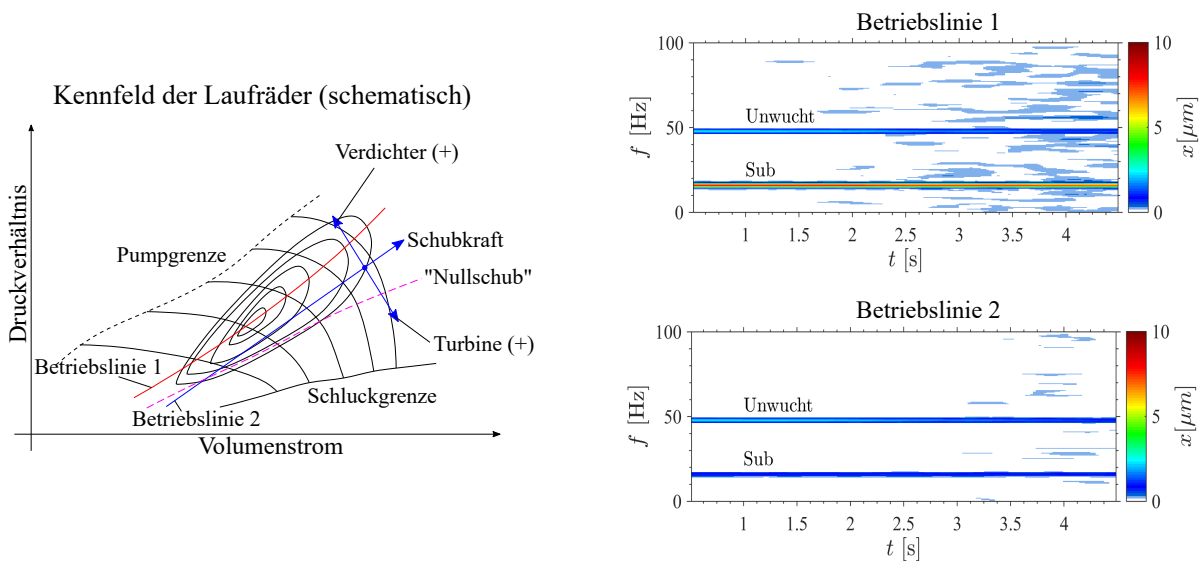 Kennfeld der Laufräder (schematisch)
Druckverhältnis
Verdichter (+)
Pumpgrenze
Schubkraft
"Nullschub"
Turbine (+)
Betriebslinie 1
Schluckgrenze
Betriebslinie 2
Volumenstrom
Betriebslinie 1
100
50
0
f [Hz]
Unwucht
Sub
1
1.5
2
2.5
3
3.5
4
t [s]
10
5
0
x [µm]
Betriebslinie 2
100
50
0
f [Hz]
Unwucht
Sub
1
1.5
2
2.5
3
3.5
4
t [s]
10
5
0
x [µm]